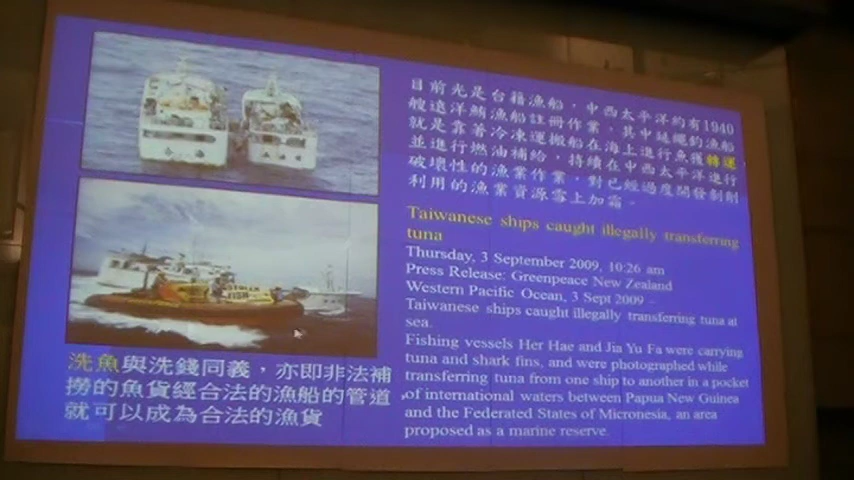 目前光是台籍漁船，中西太平洋約有1940
艘遠洋鮪漁船註冊作業，其中延繩釣漁船
就是靠著冷凍運搬船在海上進行魚獲轉運
並進行燃油補給，持續在中西太平洋進行
破壞性的漁業作業，對已經過度開發剝削
利用的漁業資源雪上加霜。
Taiwanese ships caught illegally transferring
tuna
Thursday, 3 September 2009, 10:26 am
Press Release: Greenpeace New Zealand
Western Pacific Ocean, 3 Sept 2009 –
Taiwanese ships caught illegally transferring tuna at
sea.
Fishing vessels Her Hae and Jia Yu Fa were carrying
tuna and shark fins, and were photographed while
transferring tuna from one ship to another in a pocket
of international waters between Papua New Guinea
and the Federated States of Micronesia, an area
proposed as a marine reserve.
洗魚與洗錢同義，亦即非法補
撈的魚貨經合法的漁船的管道，
就可以成為合法的漁貨